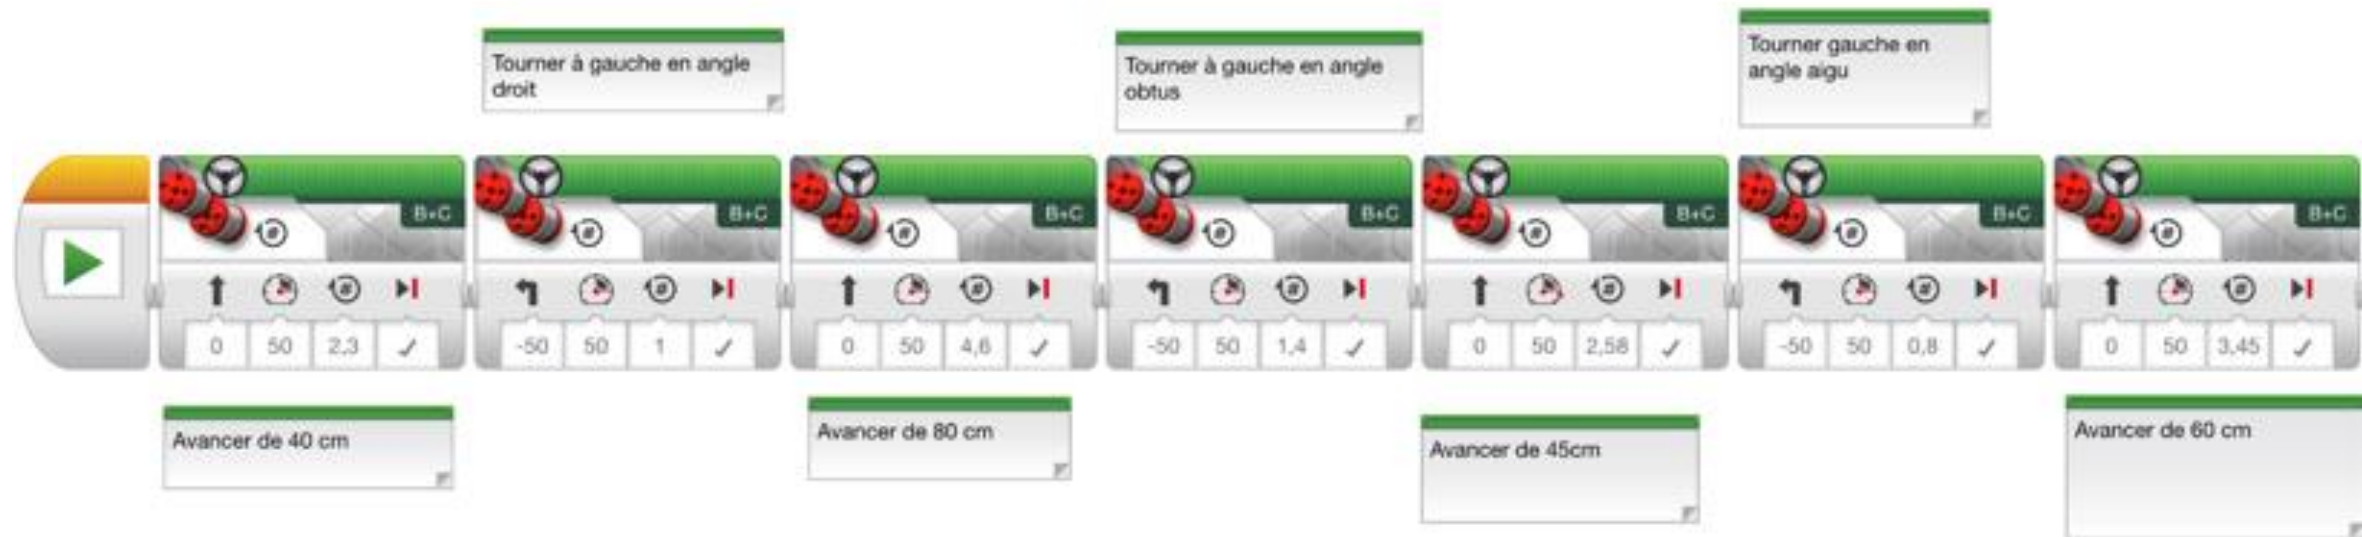 Tourner à gauche en angle
droit
Tourner à gauche en angle
obtus
Tourner gauche en
angle aigu
B+C
B+C
B+C
B+C
B+C
B+C
B+C
0 50 2,3
-50 50 1
0 50 4,6
-50 50 1,4
0 50 2,58
-50 50 0,8
0 50 3,45
Avancer de 40 cm
Avancer de 80 cm
Avancer de 45cm
Avancer de 60 cm